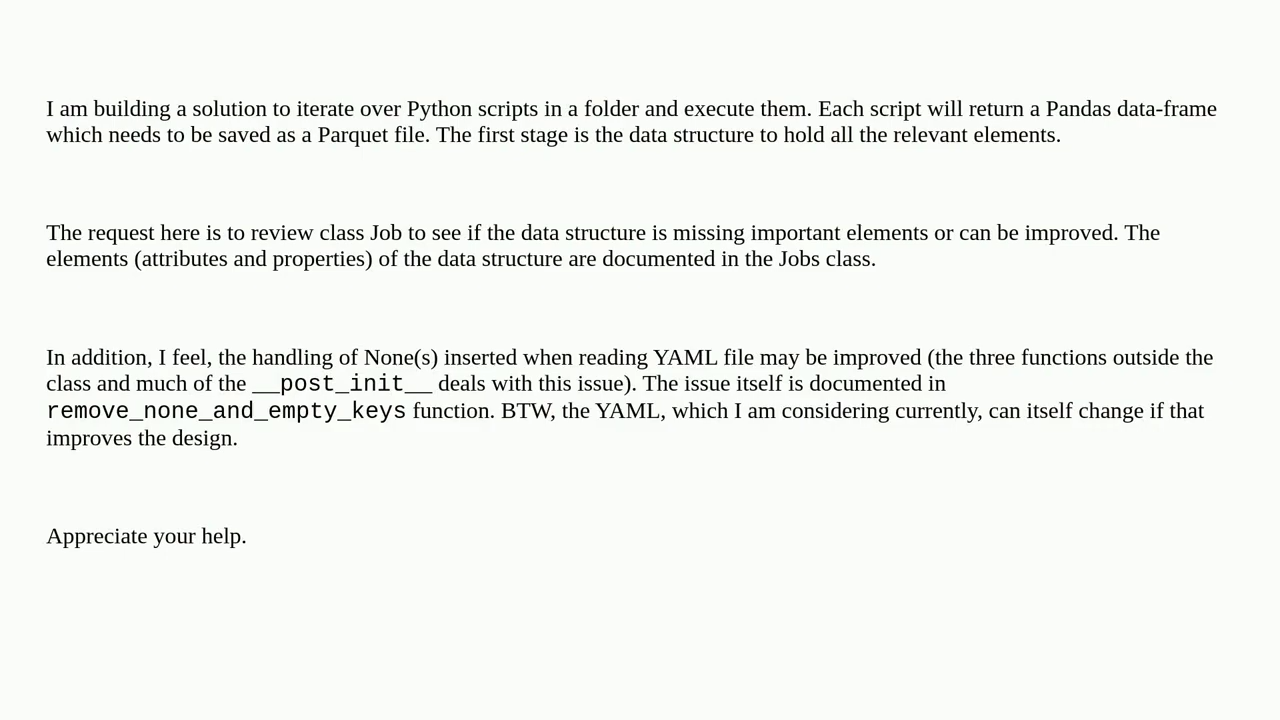 I am building a solution to iterate over Python scripts in a folder and execute them. Each script will return a Pandas data-frame
which needs to be saved as a Parquet file. The first stage is the data structure to hold all the relevant elements.
The request here is to review class Job to see if the data structure is missing important elements or can be improved. The
elements (attributes and properties) of the data structure are documented in the Jobs class.
In addition, I feel, the handling of None(s) inserted when reading YAML file may be improved (the three functions outside the
class and much of the __post_init__ deals with this issue). The issue itself is documented in
remove_none_and_empty_keys function. BTW, the YAML, which I am considering currently, can itself change if that
improves the design.
Appreciate your help.